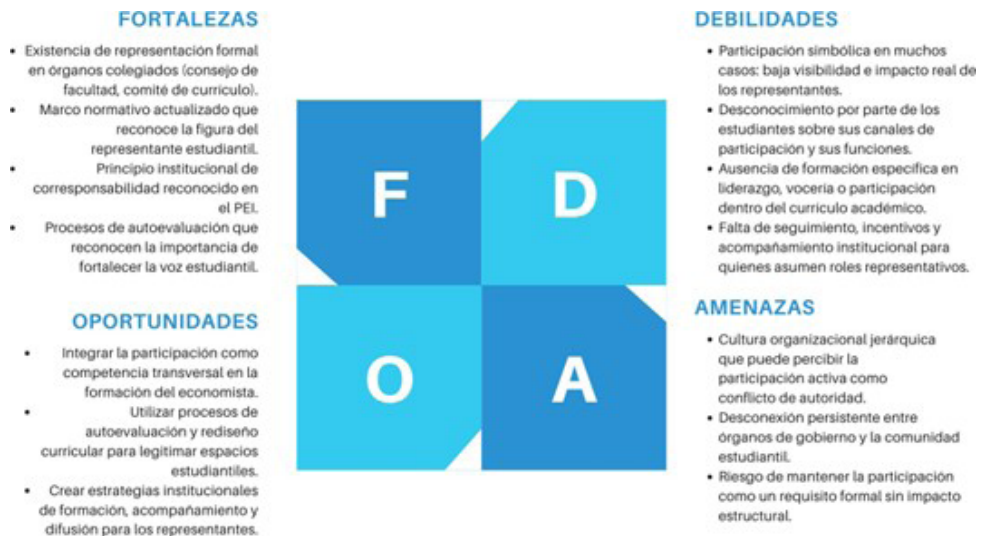 FORTALEZAS
• Existencia de representación formal
en órganos colegiados (consejo de
facultad, comité de currículo).
• Marco normativo actualizado que
reconoce la figura del
representante estudiantil.
• Principio institucional de
corresponsabilidad reconocido en
el PEI.
• Procesos de autoevaluación que
reconocen la importancia de
fortalecer la voz estudiantil.
OPORTUNIDADES
• Integrar la participación como
competencia transversal en la
formación del economista.
• Utilizar procesos de
autoevaluación y rediseño
curricular para legitimar espacios
estudiantiles.
• Crear estrategias institucionales
de formación, acompañamiento y
difusión para los representantes.
F
D
O
A
DEBILIDADES
• Participación simbólica en muchos
casos: baja visibilidad e impacto real de
los representantes.
• Desconocimiento por parte de los
estudiantes sobre sus canales de
participación y sus funciones.
• Ausencia de formación específica en
liderazgo, vocería o participación
dentro del currículo académico.
• Falta de seguimiento, incentivos y
acompañamiento institucional para
quienes asumen roles representativos.
AMENAZAS
• Cultura organizacional jerárquica
que puede percibir la
participación activa como
conflicto de autoridad.
• Desconexión persistente entre
órganos de gobierno y la comunidad
estudiantil.
• Riesgo de mantener la participación
como un requisito formal sin impacto
estructural.